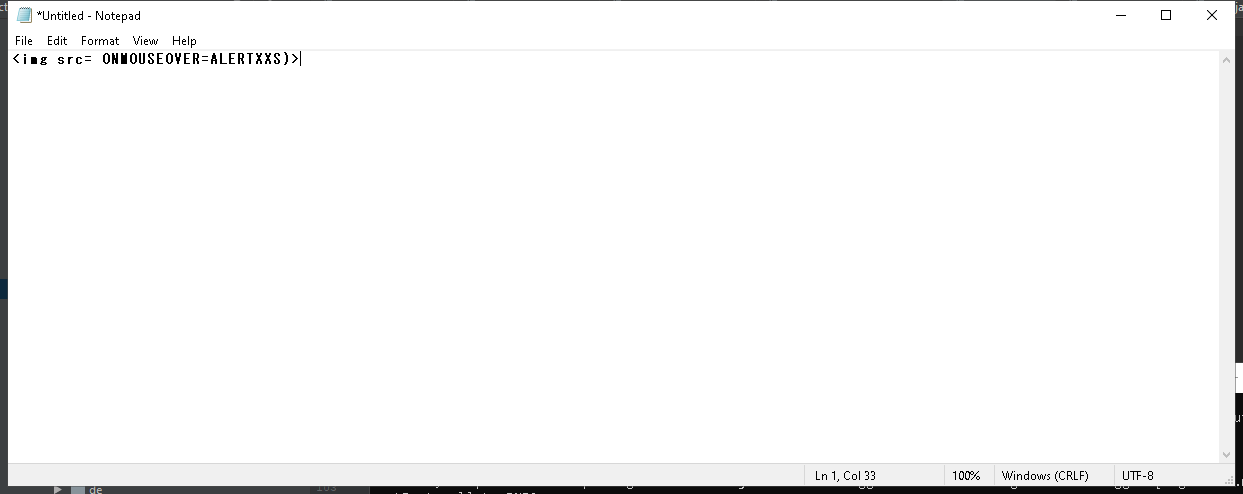 *Untitled - Notepad
File Edit Format View Help
<img src= ONMOUSEOVER=ALERTXXS)>
Ln 1, Col 33 100% Windows (CRLF) UTF-8
de